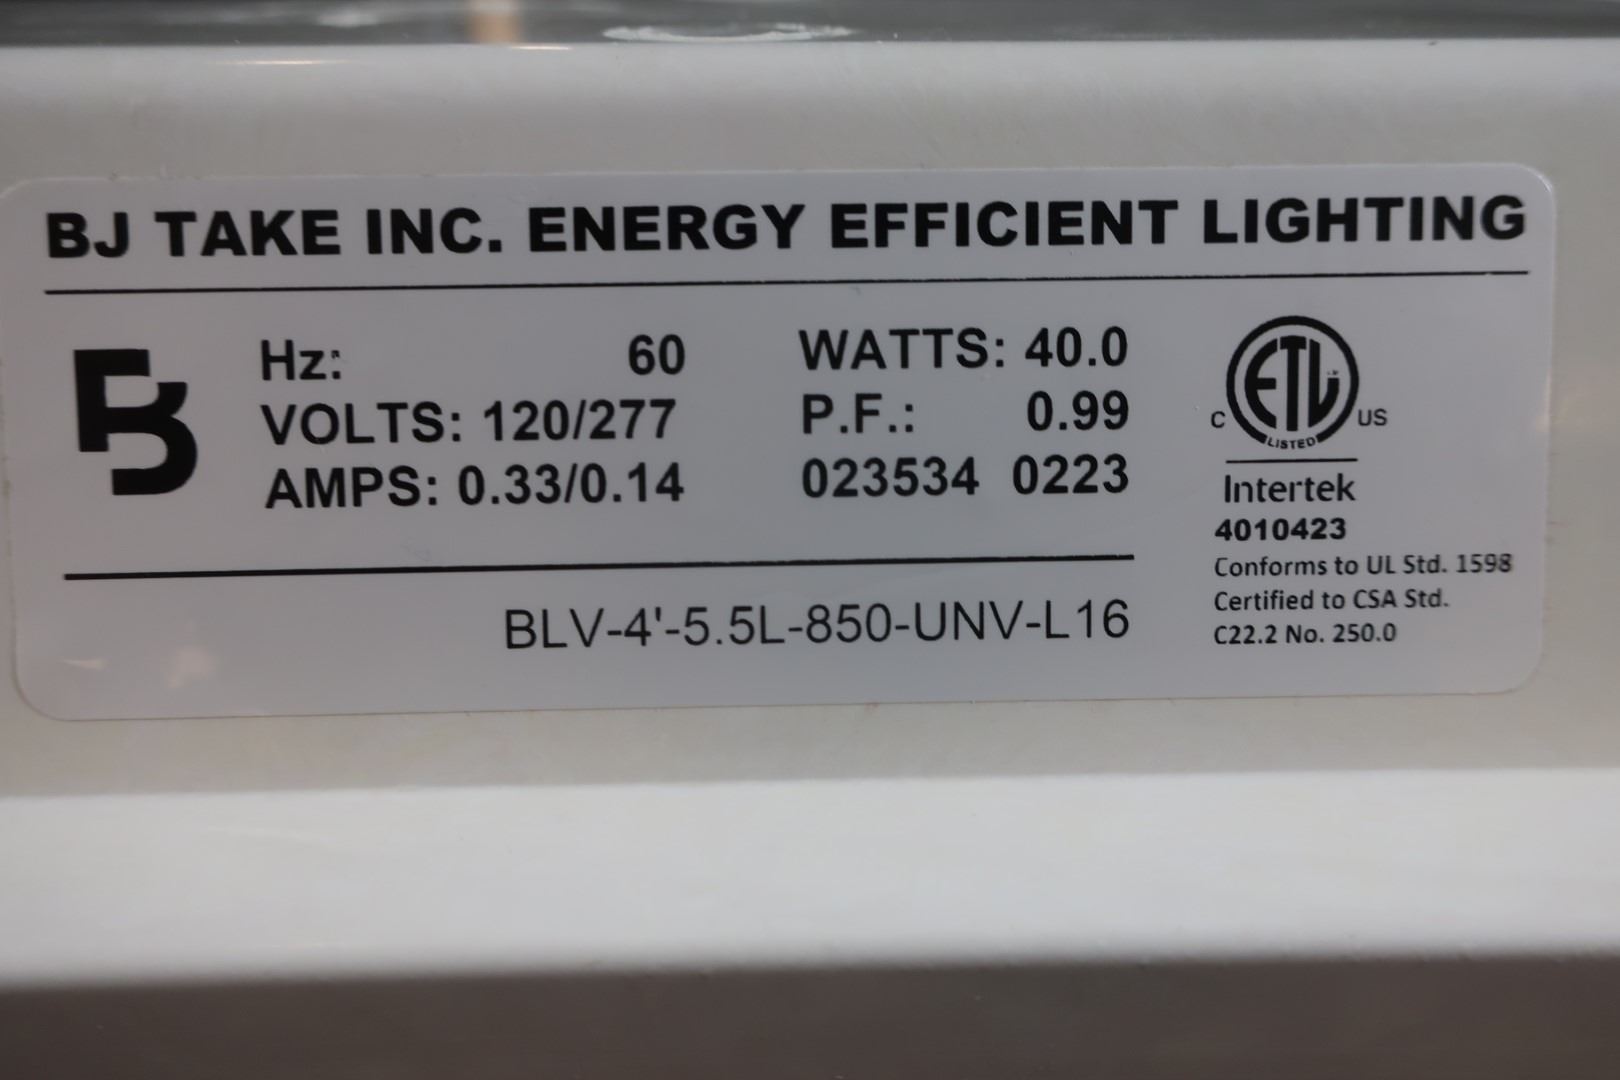 BJ TAKE INC. ENERGY EFFICIENT LIGHTING
B
Hz: 60
VOLTS: 120/277
AMPS: 0.33/0.14
WATTS: 40.0
P.F.: 0.99
023534 0223
BLV-4'-5.5L-850-UNV-L16
C ETL US
LISTED
Intertek
4010423
Conforms to UL Std. 1598
Certified to CSA Std.
C22.2 No. 250.0